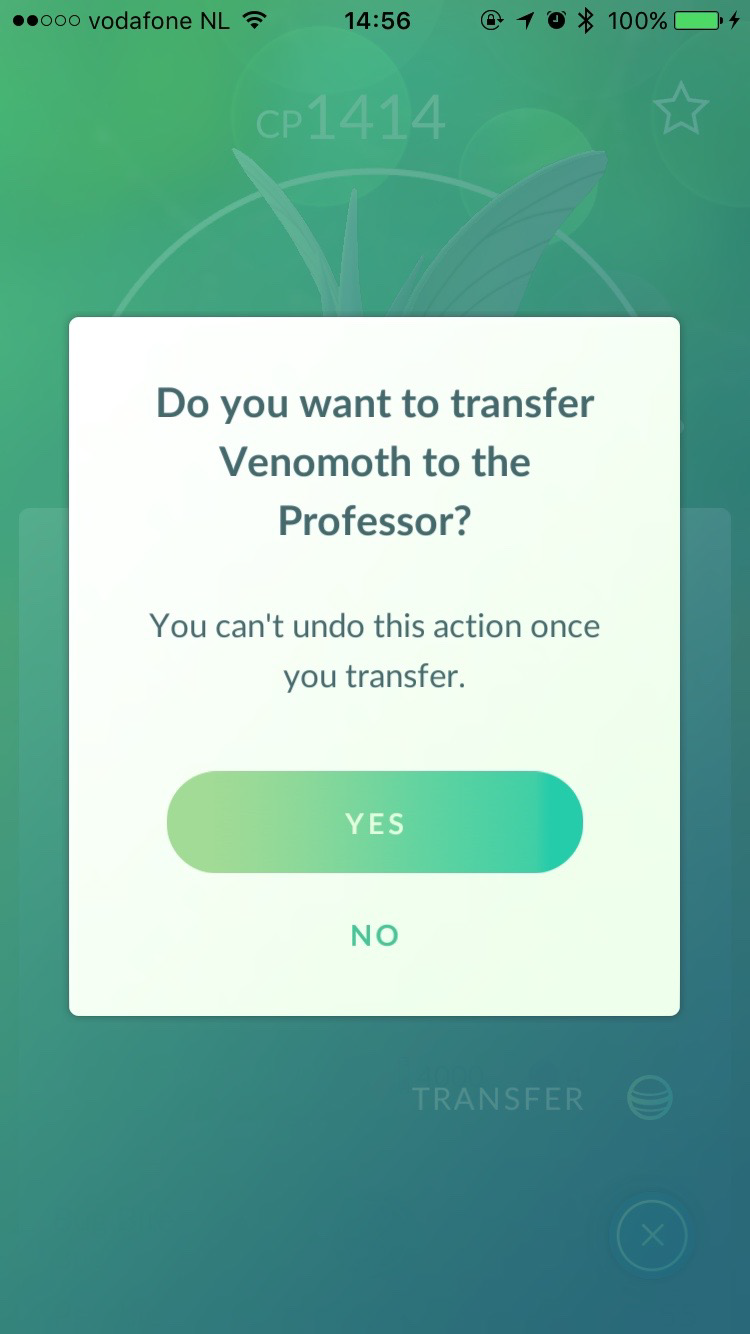 vodafone NL 14:56 100%
CP1414
Do you want to transfer
Venomoth to the
Professor?
You can't undo this action once
you transfer.
YES
NO
TRANSFER